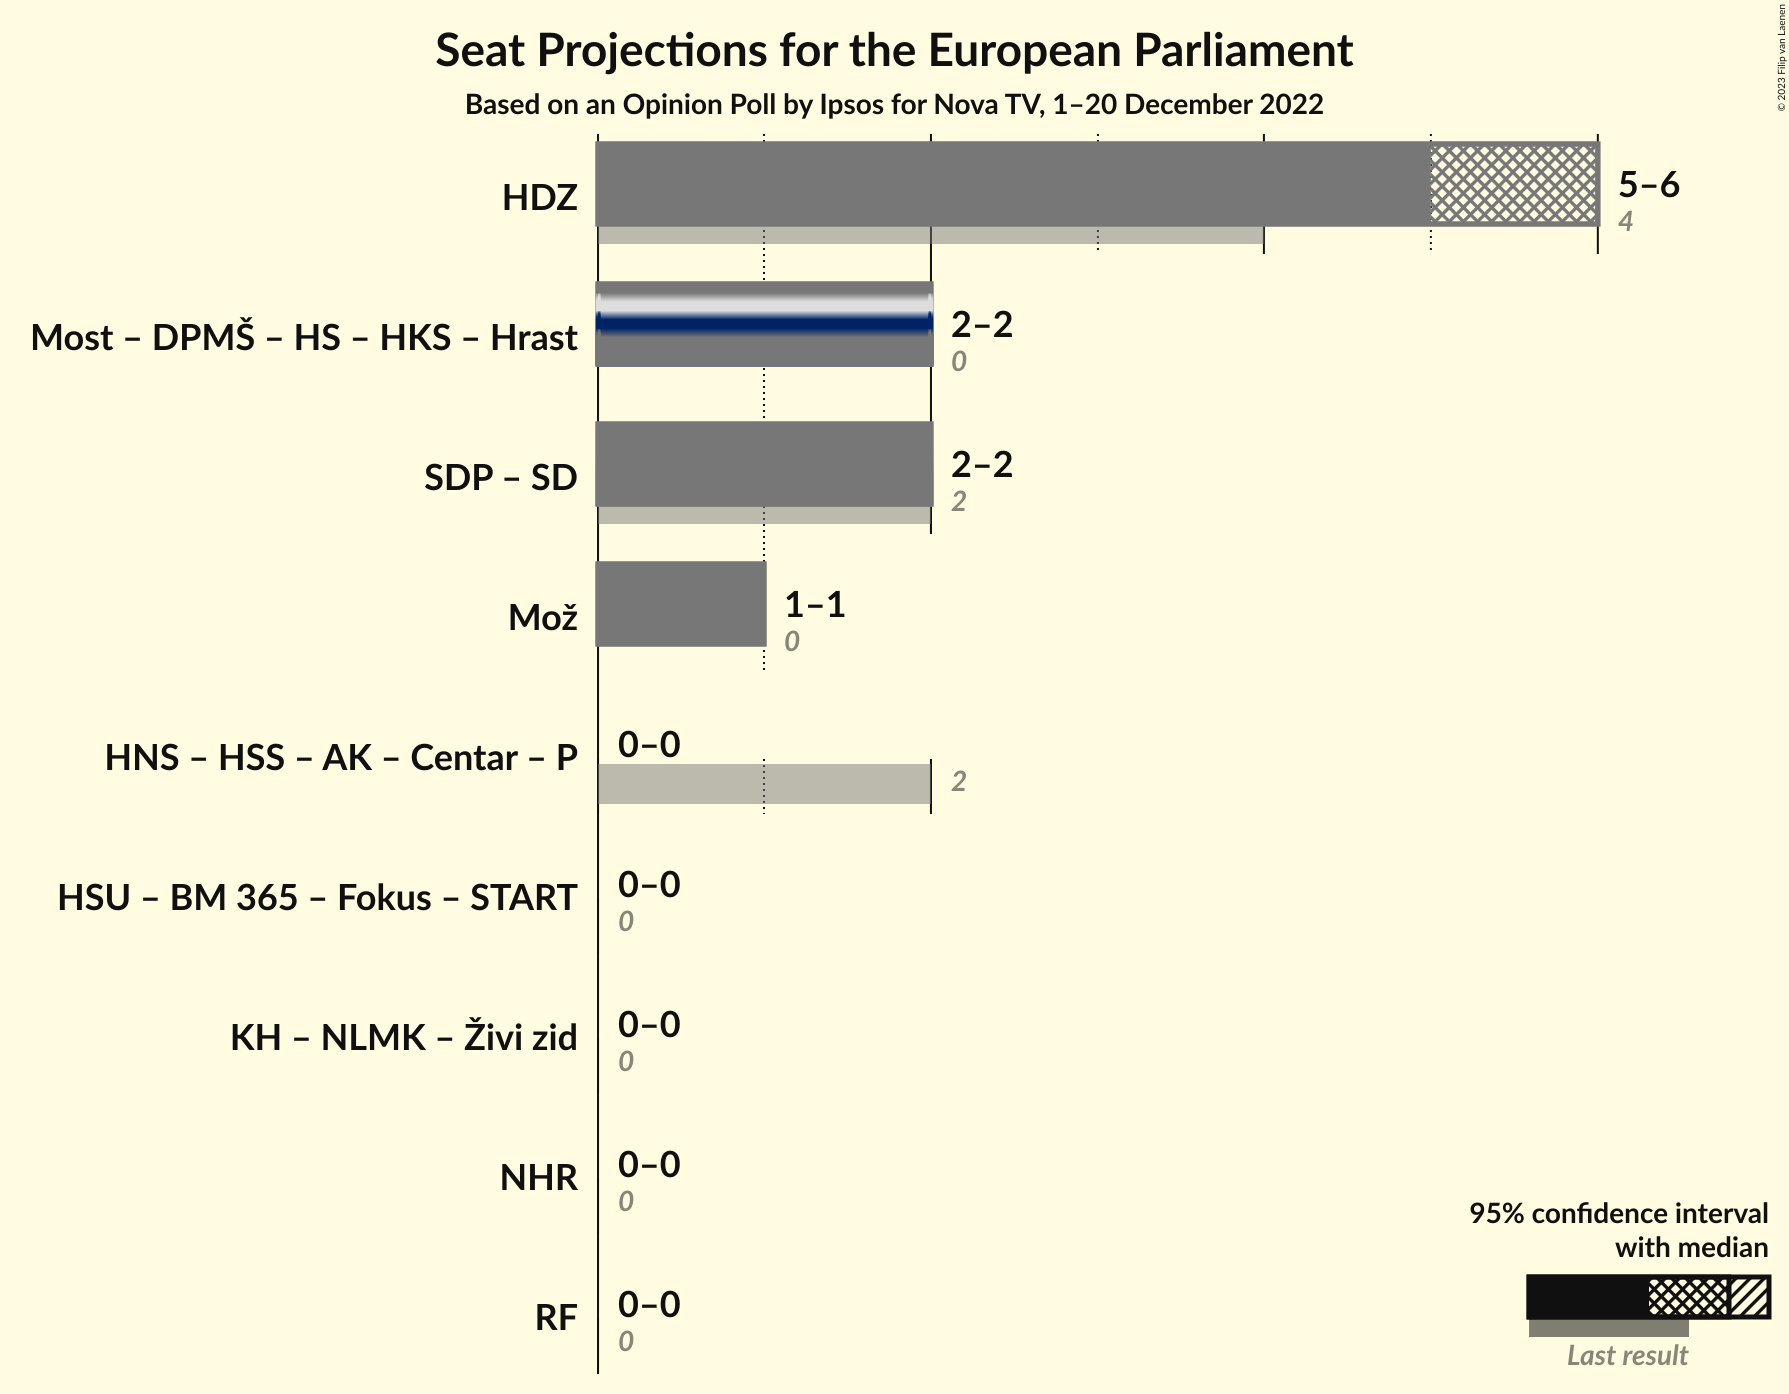 Seat Projections for the European Parliament
Based on an Opinion Poll by Ipsos for Nova TV, 1–20 December 2022
© 2023 Filip van Laenen
HDZ
5–6
4
Most – DPMŠ – HS – HKS – Hrast
2–2
0
SDP – SD
2–2
2
Mož
1–1
0
HNS – HSS – AK – Centar – P
0–0
2
HSU – BM 365 – Fokus – START
0–0
0
KH – NLMK – Živi zid
0–0
0
NHR
0–0
0
RF
0–0
0
95% confidence interval
with median
Last result